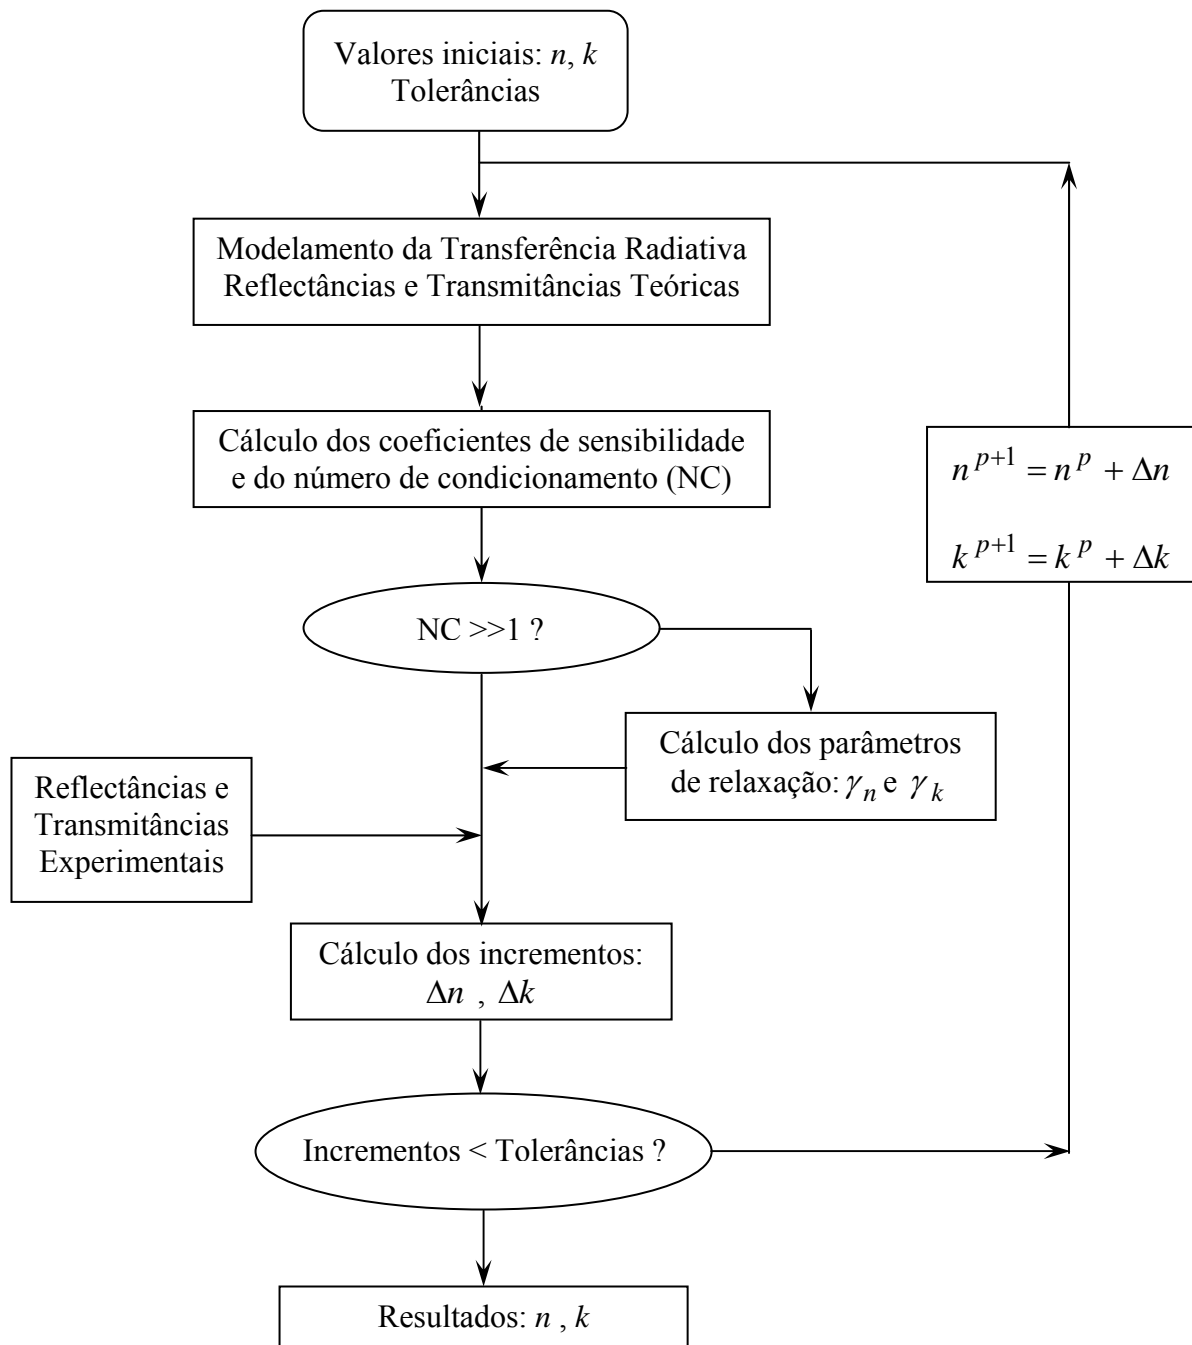 Valores iniciais: n, k
Tolerâncias
Modelamento da Transferência Radiativa
Reflectâncias e Transmitâncias Teóricas
Cálculo dos coeficientes de sensibilidade
e do número de condicionamento (NC)
n^{p+1} = n^p + Δn
k^{p+1} = k^p + Δk
NC >>1 ?
Cálculo dos parâmetros
de relaxação: γ_n e γ_k
Reflectâncias e
Transmitâncias
Experimentais
Cálculo dos incrementos:
Δn , Δk
Incrementos < Tolerâncias ?
Resultados: n , k